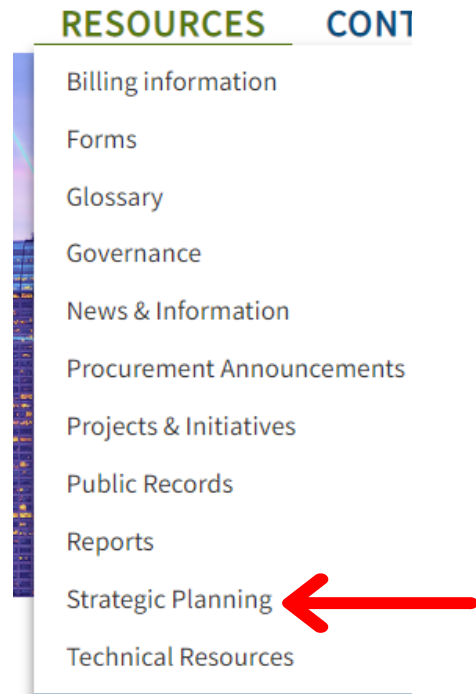 RESOURCES CONT
Billing information
Forms
Glossary
Governance
News & Information
Procurement Announcements
Projects & Initiatives
Public Records
Reports
Strategic Planning
Technical Resources